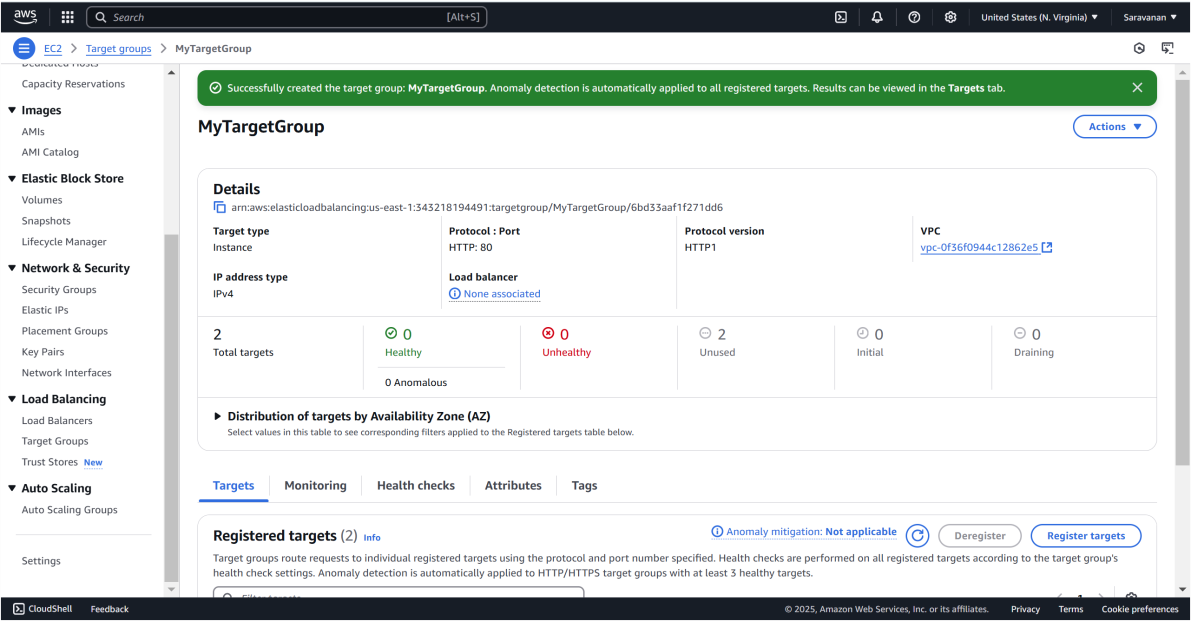 aws
Search [Alt+S]
United States (N. Virginia) ▼
Saravanan ▼
EC2 > Target groups > MyTargetGroup
Dedicated Hosts
Capacity Reservations
Images
AMIs
AMI Catalog
Elastic Block Store
Volumes
Snapshots
Lifecycle Manager
Network & Security
Security Groups
Elastic IPs
Placement Groups
Key Pairs
Network Interfaces
Load Balancing
Load Balancers
Target Groups
Trust Stores New
Auto Scaling
Auto Scaling Groups
Settings
Successfully created the target group: MyTargetGroup. Anomaly detection is automatically applied to all registered targets. Results can be viewed in the Targets tab.
MyTargetGroup
Actions ▼
Details
arn:aws:elasticloadbalancing:us-east-1:343218194491:targetgroup/MyTargetGroup/6bd33aaf1f271dd6
Target type
Instance
Protocol : Port
HTTP: 80
Protocol version
HTTP1
VPC
vpc-0f36f0944c12862e5
IP address type
IPv4
Load balancer
None associated
2
Total targets
0
Healthy
0 Anomalous
0
Unhealthy
2
Unused
0
Initial
0
Draining
Distribution of targets by Availability Zone (AZ)
Select values in this table to see corresponding filters applied to the Registered targets table below.
Targets
Monitoring
Health checks
Attributes
Tags
Registered targets (2) Info
Anomaly mitigation: Not applicable
Deregister
Register targets
Target groups route requests to individual registered targets using the protocol and port number specified. Health checks are performed on all registered targets according to the target group's
health check settings. Anomaly detection is automatically applied to HTTP/HTTPS target groups with at least 3 healthy targets.
Filter targets
1
CloudShell
Feedback
© 2025, Amazon Web Services, Inc. or its affiliates.
Privacy
Terms
Cookie preferences